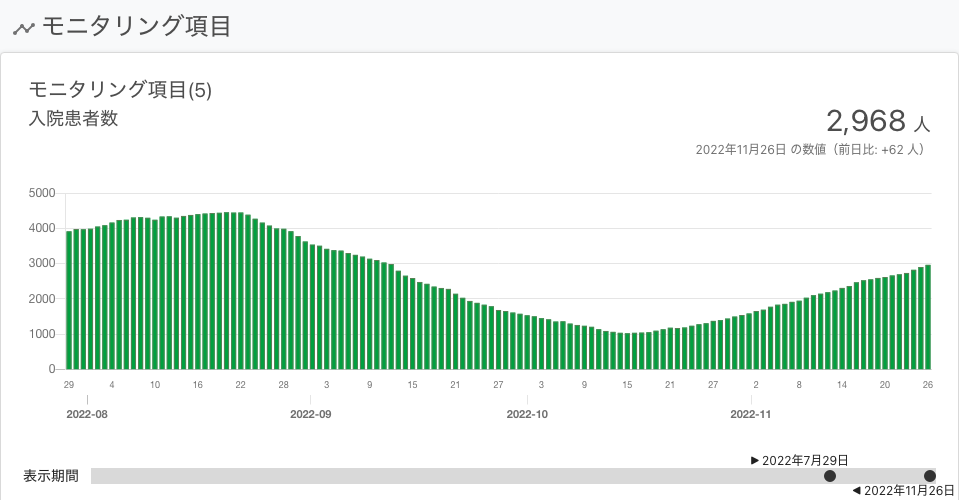 モニタリング項目
モニタリング項目(5)
入院患者数
2,968 人
2022年11月26日 の数値（前日比: +62 人）
5000
4000
3000
2000
1000
0
29 4 10 16 22 28 3 9 15 21 27 3 9 15 21 27 2 8 14 20 26
2022-08 2022-09 2022-10 2022-11
▶ 2022年7月29日
表示期間
◀ 2022年11月26日